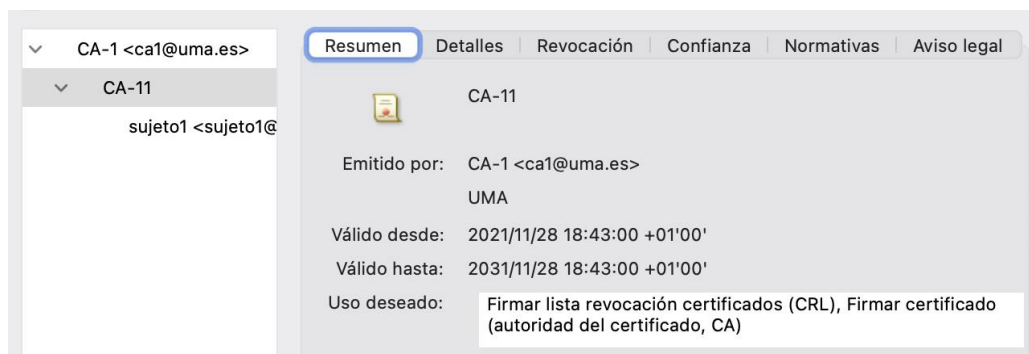 CA-1 <ca1@uma.es>
CA-11
sujeto1 <sujeto1@
Resumen
Detalles
Revocación
Confianza
Normativas
Aviso legal
CA-11
Emitido por: CA-1 <ca1@uma.es>
UMA
Válido desde: 2021/11/28 18:43:00 +01'00'
Válido hasta: 2031/11/28 18:43:00 +01'00'
Uso deseado: Firmar lista revocación certificados (CRL), Firmar certificado
(autoridad del certificado, CA)